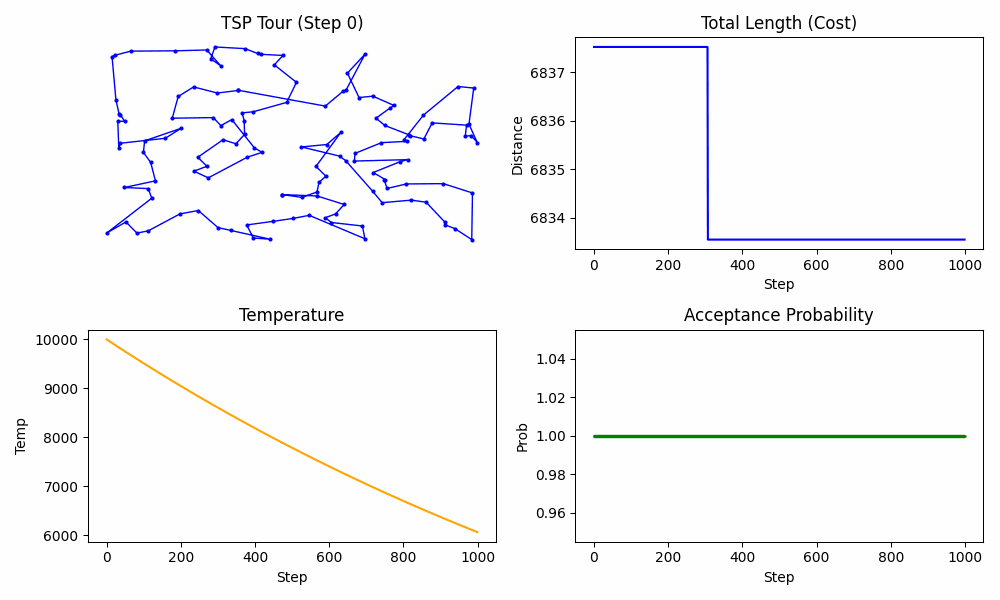 TSP Tour (Step 0)
Total Length (Cost)
6837
6836
6835
6834
Distance
0 200 400 600 800 1000
Step
Temperature
10000
9000
8000
7000
6000
Temp
0 200 400 600 800 1000
Step
Acceptance Probability
1.04
1.02
1.00
0.98
0.96
Prob
0 200 400 600 800 1000
Step